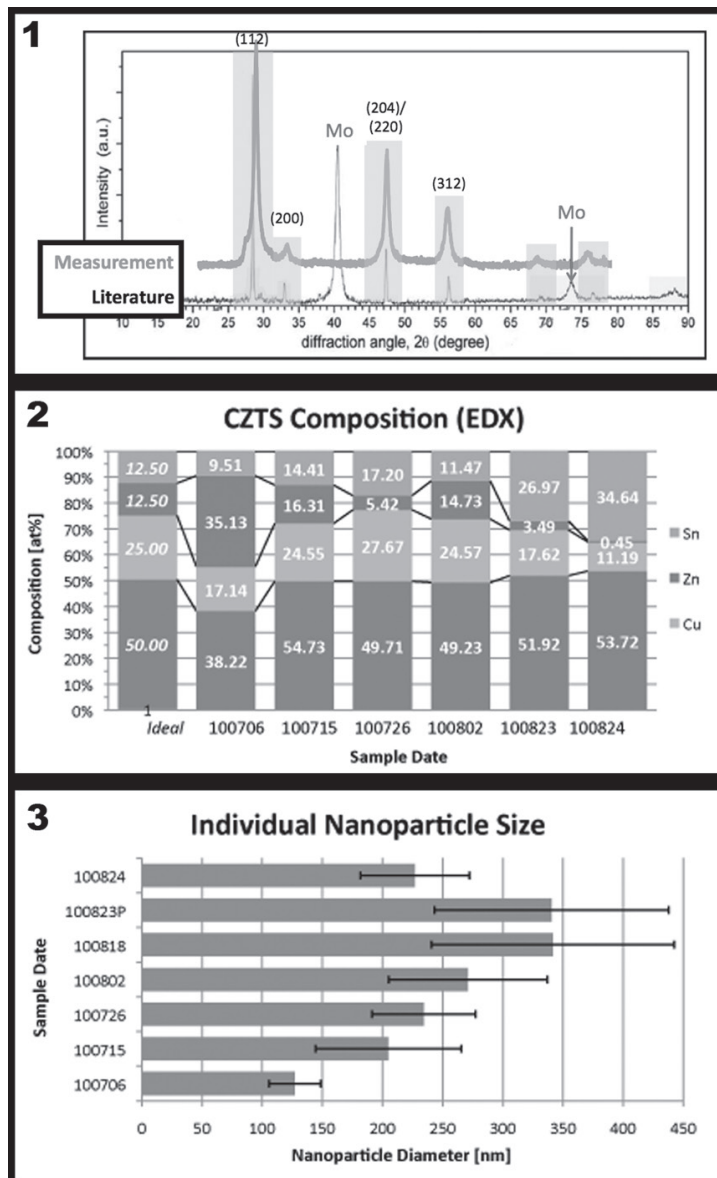 1
(112)
(204)/
(220)
Mo
(312)
(200)
Mo
Intensity (a.u.)
Measurement
Literature
10 15 20 25 30 35 40 45 50 55 60 65 70 75 80 85 90
diffraction angle, 2θ (degree)
2
CZTS Composition (EDX)
Composition [at%]
100%
90%
80%
70%
60%
50%
40%
30%
20%
10%
0%
12.50 9.51 14.41 17.20 11.47 26.97 34.64
12.50 35.13 16.31 5.42 14.73 3.49 0.45
25.00 17.14 24.55 27.67 24.57 17.62 11.19
50.00 38.22 54.73 49.71 49.23 51.92 53.72
Sn
Zn
Cu
1
Ideal 100706 100715 100726 100802 100823 100824
Sample Date
3
Individual Nanoparticle Size
Sample Date
100824
100823P
100818
100802
100726
100715
100706
0 50 100 150 200 250 300 350 400 450
Nanoparticle Diameter [nm]